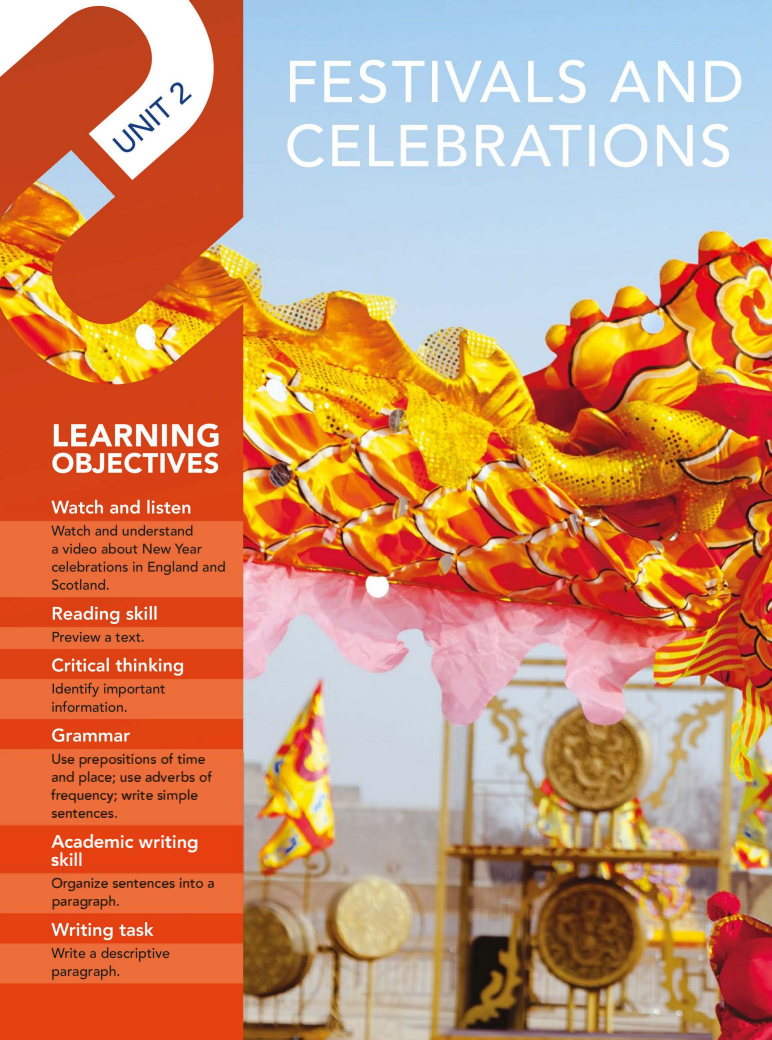 UNIT 2
FESTIVALS AND
CELEBRATIONS
LEARNING
OBJECTIVES
Watch and listen
Watch and understand
a video about New Year
celebrations in England and
Scotland.
Reading skill
Preview a text.
Critical thinking
Identify important
information.
Grammar
Use prepositions of time
and place; use adverbs of
frequency; write simple
sentences.
Academic writing
skill
Organize sentences into a
paragraph.
Writing task
Write a descriptive
paragraph.